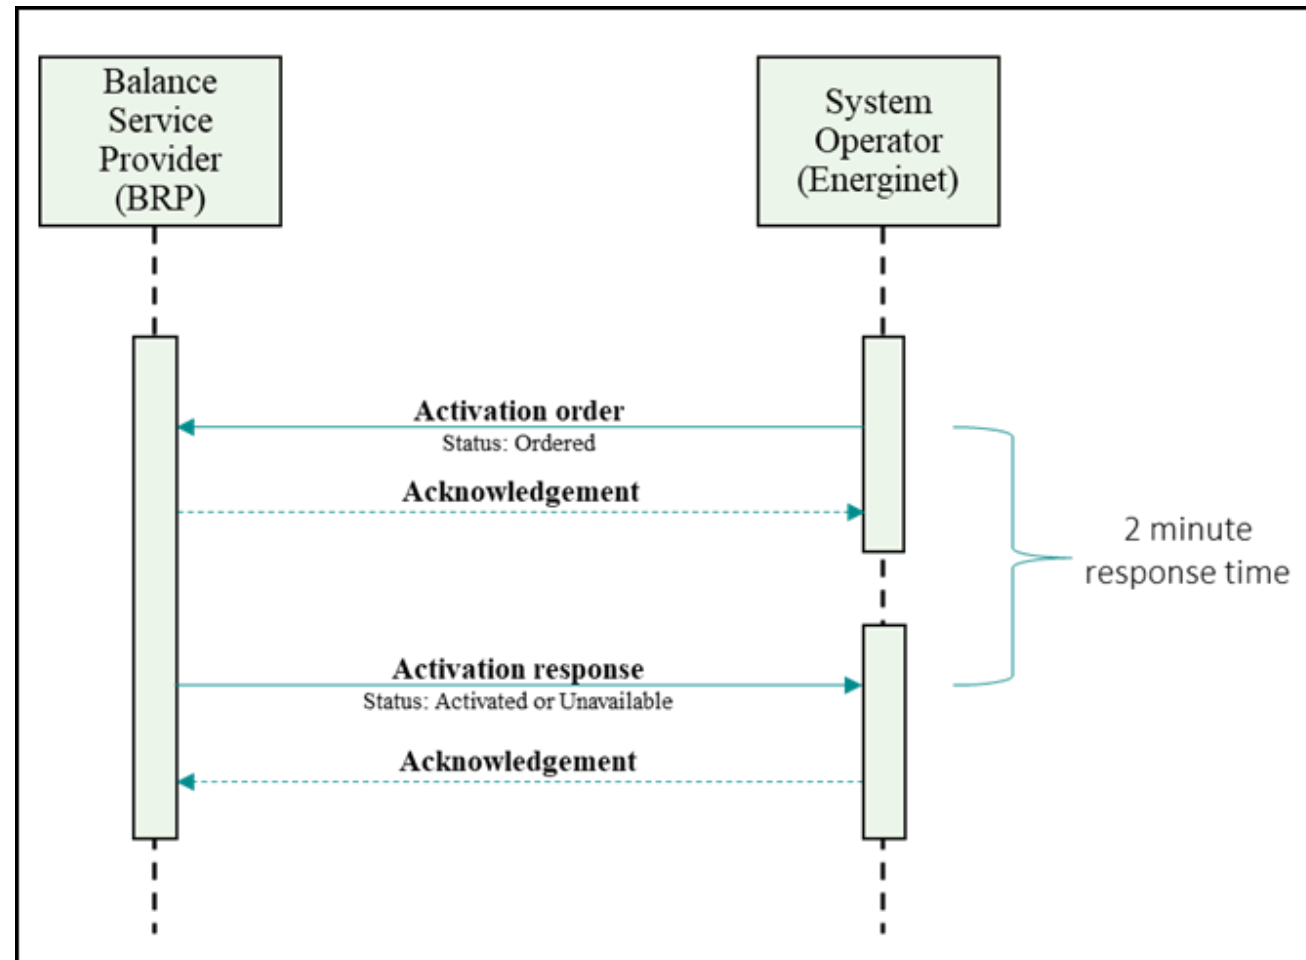 Balance
Service
Provider
(BRP)
System
Operator
(Energinet)
Activation order
Status: Ordered
Acknowledgement
2 minute
response time
Activation response
Status: Activated or Unavailable
Acknowledgement